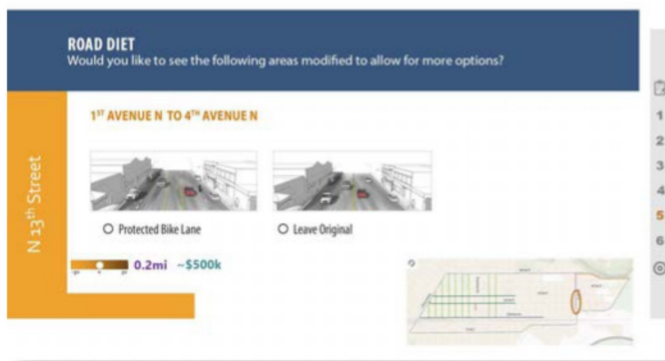 ROAD DIET
Would you like to see the following areas modified to allow for more options?
N 13th Street
1ST AVENUE N TO 4TH AVENUE N
Protected Bike Lane
Leave Original
0.2mi ~$500k
1
2
3
4
5
6